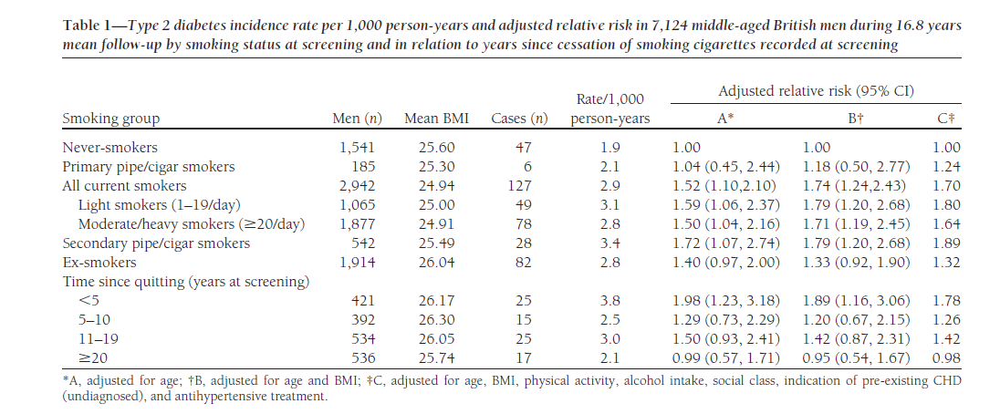 Table 1—Type 2 diabetes incidence rate per 1,000 person-years and adjusted relative risk in 7,124 middle-aged British men during 16.8 years
mean follow-up by smoking status at screening and in relation to years since cessation of smoking cigarettes recorded at screening
Adjusted relative risk (95% CI)
Rate/1,000
Smoking group Men (n) Mean BMI Cases (n) person-years A* B† C‡
Never-smokers 1,541 25.60 47 1.9 1.00 1.00 1.00
Primary pipe/cigar smokers 185 25.30 6 2.1 1.04 (0.45, 2.44) 1.18 (0.50, 2.77) 1.24
All current smokers 2,942 24.94 127 2.9 1.52 (1.10,2.10) 1.74 (1.24,2.43) 1.70
Light smokers (1–19/day) 1,065 25.00 49 3.1 1.59 (1.06, 2.37) 1.79 (1.20, 2.68) 1.80
Moderate/heavy smokers (≥20/day) 1,877 24.91 78 2.8 1.50 (1.04, 2.16) 1.71 (1.19, 2.45) 1.64
Secondary pipe/cigar smokers 542 25.49 28 3.4 1.72 (1.07, 2.74) 1.79 (1.20, 2.68) 1.89
Ex-smokers 1,914 26.04 82 2.8 1.40 (0.97, 2.00) 1.33 (0.92, 1.90) 1.32
Time since quitting (years at screening)
<5 421 26.17 25 3.8 1.98 (1.23, 3.18) 1.89 (1.16, 3.06) 1.78
5–10 392 26.30 15 2.5 1.29 (0.73, 2.29) 1.20 (0.67, 2.15) 1.26
11–19 534 26.05 25 3.0 1.50 (0.93, 2.41) 1.42 (0.87, 2.31) 1.42
≥20 536 25.74 17 2.1 0.99 (0.57, 1.71) 0.95 (0.54, 1.67) 0.98
*A, adjusted for age; †B, adjusted for age and BMI; ‡C, adjusted for age, BMI, physical activity, alcohol intake, social class, indication of pre-existing CHD
(undiagnosed), and antihypertensive treatment.